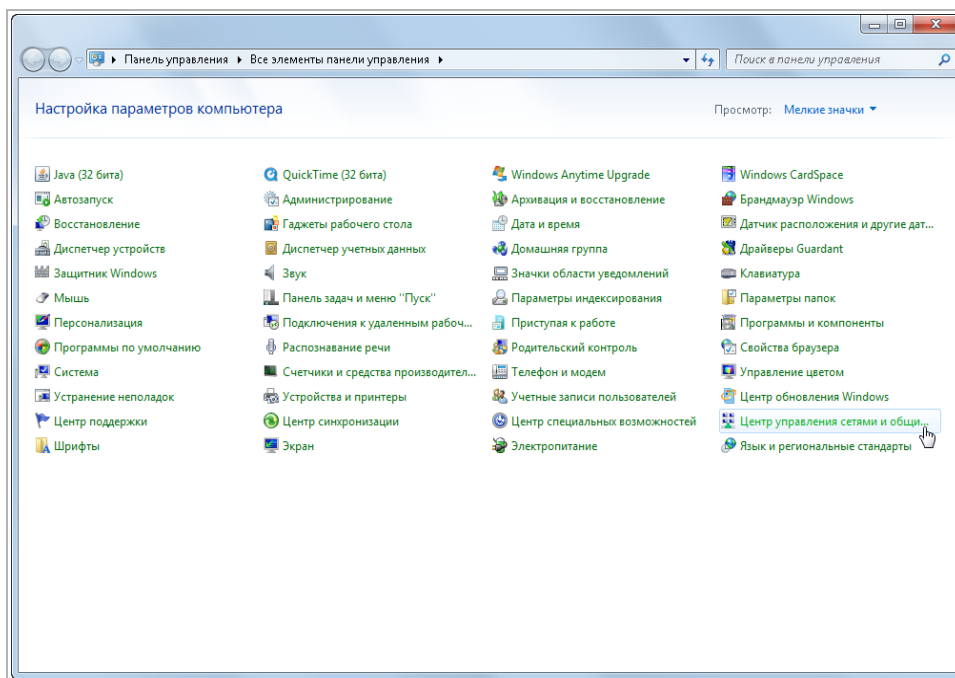 Панель управления ▸ Все элементы панели управления ▸
Поиск в панели управления
Настройка параметров компьютера
Просмотр: Мелкие значки
Java (32 бита) QuickTime (32 бита) Windows Anytime Upgrade Windows CardSpace
Автозапуск Администрирование Архивация и восстановление Брандмауэр Windows
Восстановление Гаджеты рабочего стола Дата и время Датчик расположения и другие дат...
Диспетчер устройств Диспетчер учетных данных Домашняя группа Драйверы Guardant
Защитник Windows Звук Значки области уведомлений Клавиатура
Мышь Панель задач и меню "Пуск" Параметры индексирования Параметры папок
Персонализация Подключения к удаленным рабоч... Приступая к работе Программы и компоненты
Программы по умолчанию Распознавание речи Родительский контроль Свойства браузера
Система Счетчики и средства производител... Телефон и модем Управление цветом
Устранение неполадок Устройства и принтеры Учетные записи пользователей Центр обновления Windows
Центр поддержки Центр синхронизации Центр специальных возможностей Центр управления сетями и общи...
Шрифты Экран Электропитание Язык и региональные стандарты